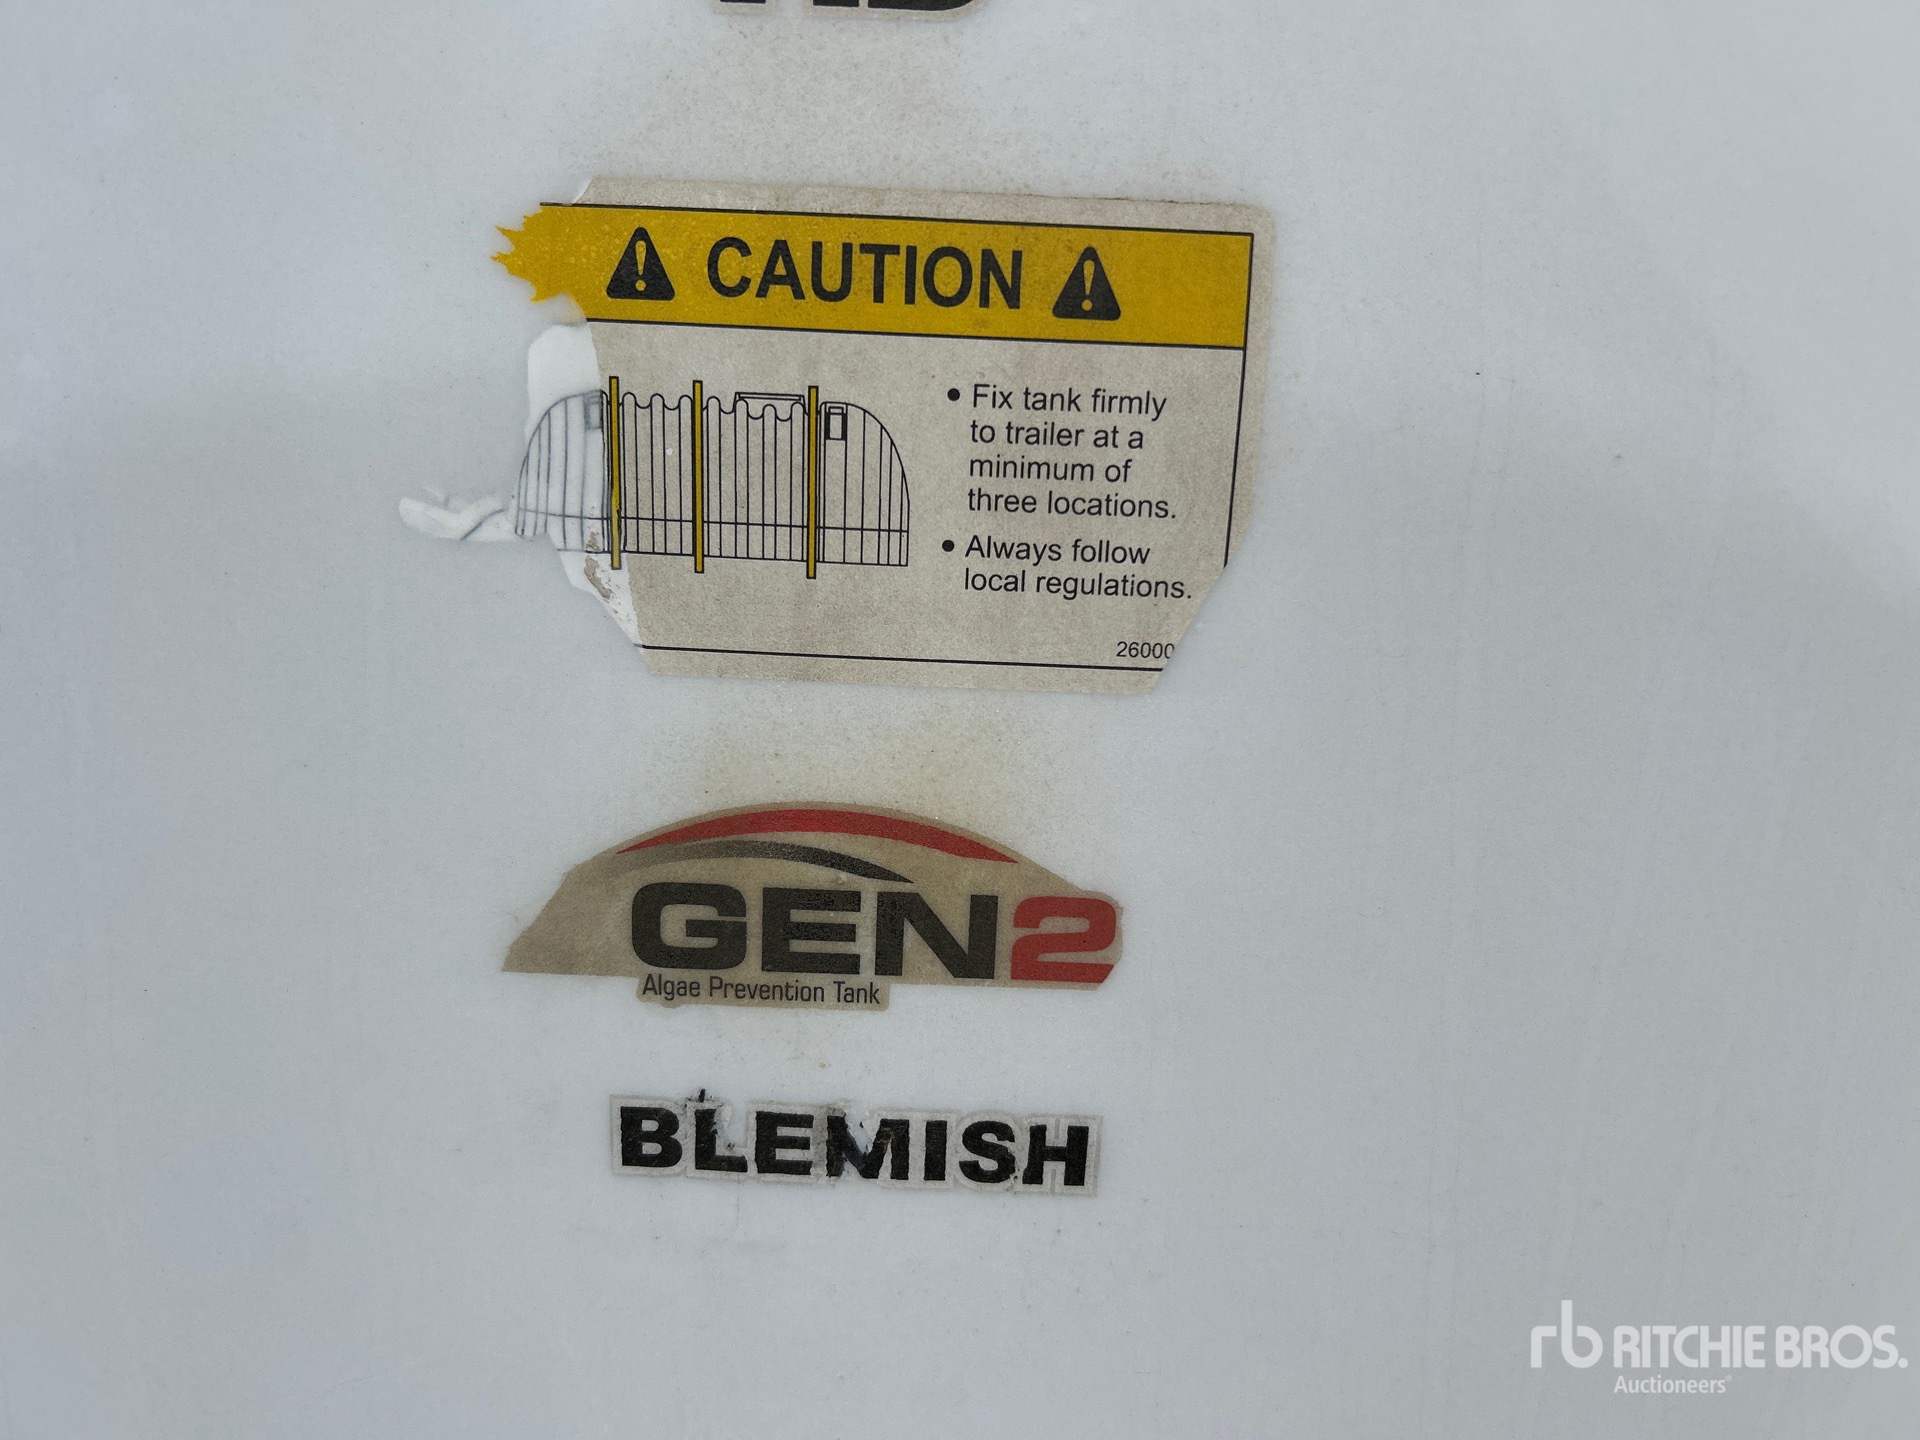 CAUTION
• Fix tank firmly
to trailer at a
minimum of
three locations.
• Always follow
local regulations.
26000
GEN2
Algae Prevention Tank
BLEMISH
rb RITCHIE BROS.
Auctioneers